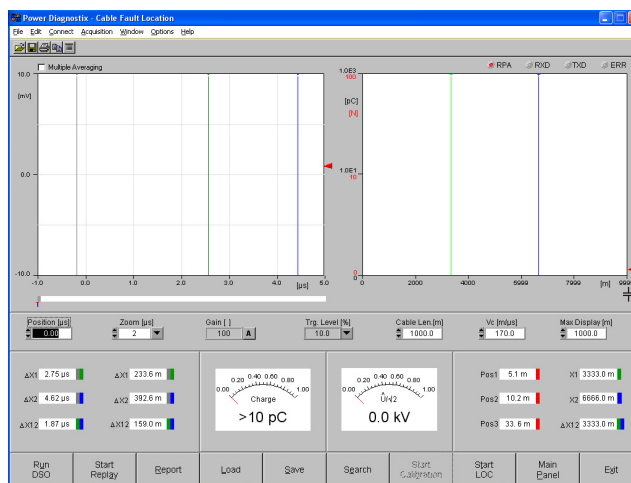 Power Diagnostix - Cable Fault Location
File Edit Connect Acquisition Window Options Help
Multiple Averaging
RPA RXD TXD ERR
10.0
[mV]
0.0
-10.0
-1.0 0.0 1.0 2.0 3.0 4.0 5.0
[µs]
1.0E3
100
[pC]
[N]
1.0E1
10
0
0 2000 4000 5999 7999 [m] 9999
Position [µs] Zoom [µs] Gain [ ] Trg. Level [%] Cable Len.[m] Vc [m/µs] Max.Display [m]
0.00 2 100 A 10.0 1000.0 170.0 1000.0
ΔX1 2.75 µs ΔX1 233.6 m
ΔX2 4.62 µs ΔX2 392.6 m
ΔX12 1.87 µs ΔX12 159.0 m
0.00 0.20 0.40 0.60 0.80 1.00
Charge
>10 pC
0.00 0.20 0.40 0.60 0.80 1.00
Û/√2
0.0 kV
Pos1 5.1 m X1 3333.0 m
Pos2 10.2 m X2 6666.0 m
Pos3 33.6 m ΔX12 3333.0 m
Run DSO
Start Replay
Report
Load
Save
Search
Start Calibration
Start LOC
Main Panel
Exit